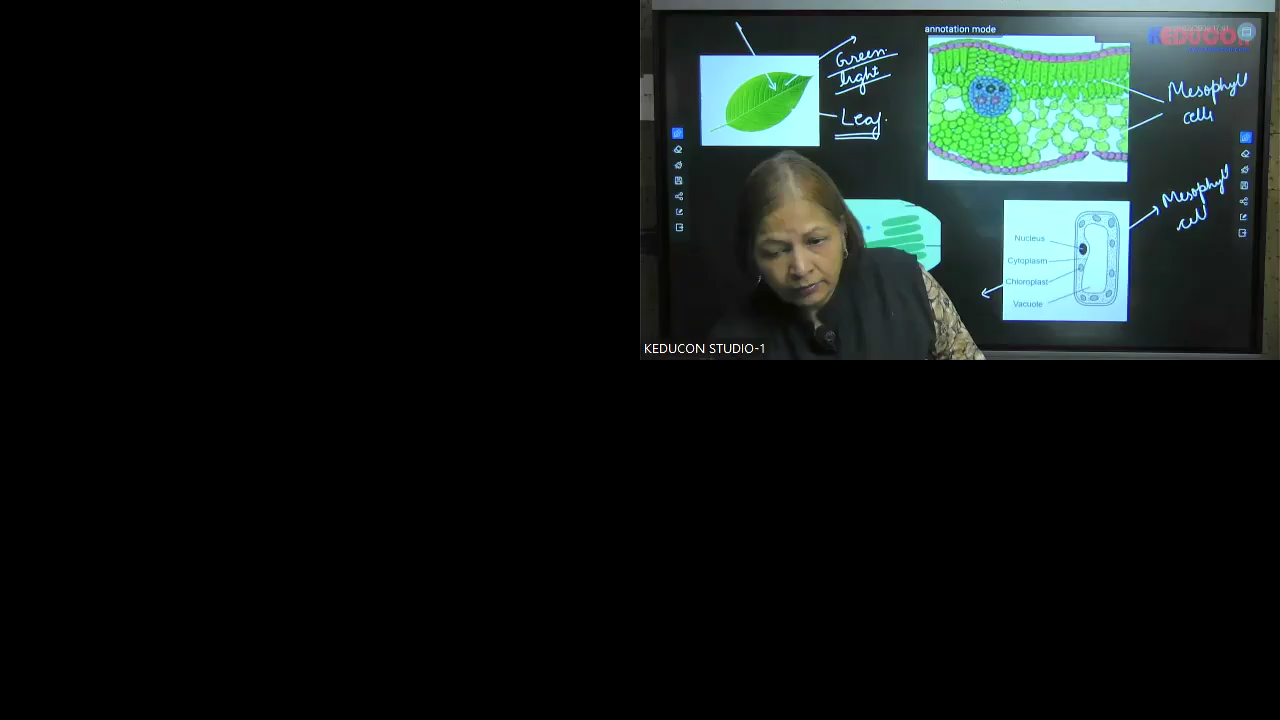 annotation mode
KEDUCON
Green
light
Leaf.
Mesophyll
cells
Mesophyll
cell
Nucleus
Cytoplasm
Chloroplast
Vacuole
KEDUCON STUDIO-1